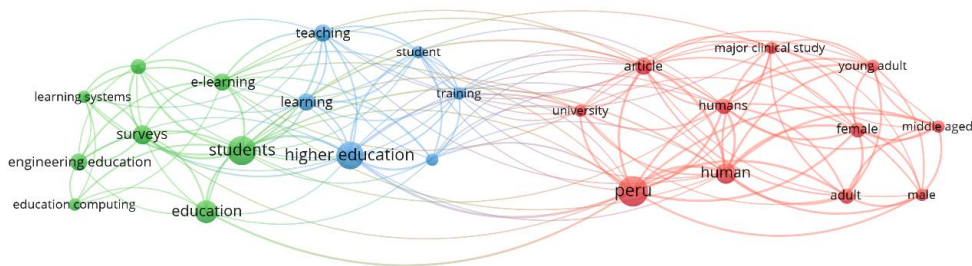 teaching
student
major clinical study
article
young adult
e-learning
learning systems
learning
training
humans
university
surveys
female
middle aged
students
higher education
engineering education
human
peru
adult
male
education computing
education